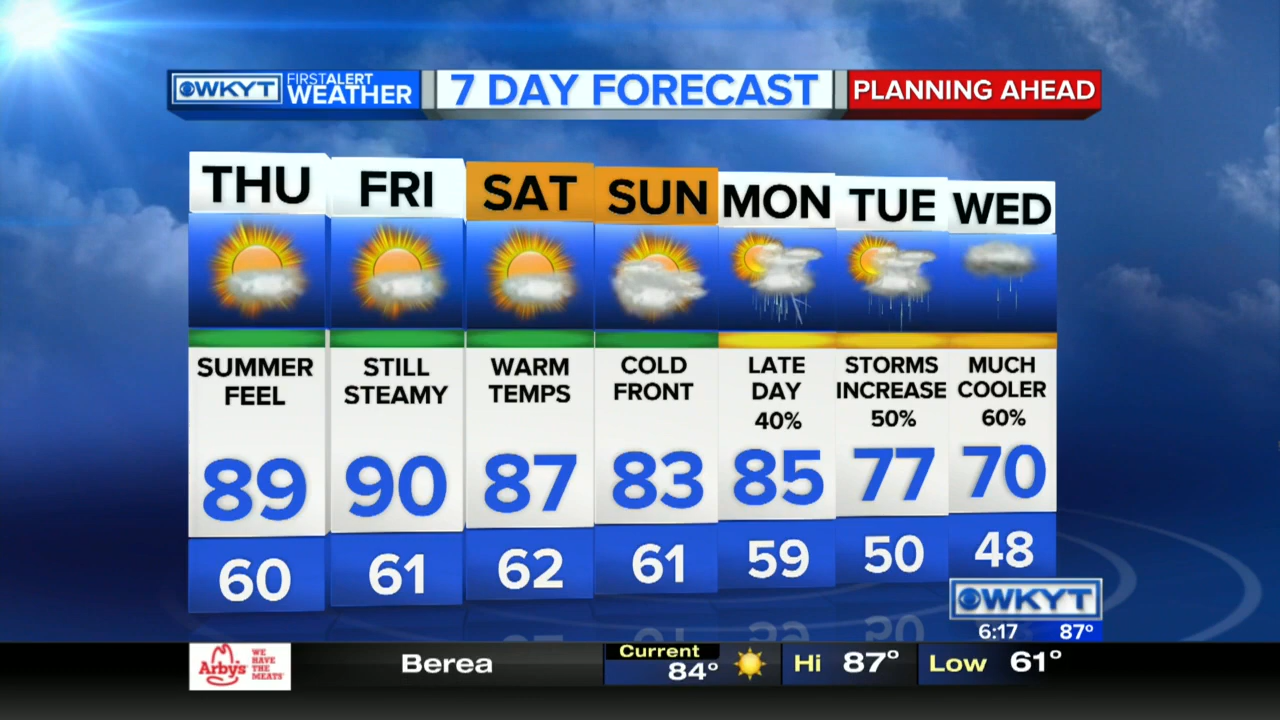 WKYT FIRST ALERT WEATHER 7 DAY FORECAST PLANNING AHEAD
THU FRI SAT SUN MON TUE WED
SUMMER FEEL
STILL STEAMY
WARM TEMPS
COLD FRONT
LATE DAY 40%
STORMS INCREASE 50%
MUCH COOLER 60%
89 90 87 83 85 77 70
60 61 62 61 59 50 48
WKYT
6:17 87°
Arby's WE HAVE THE MEATS
Berea Current 84° Hi 87° Low 61°